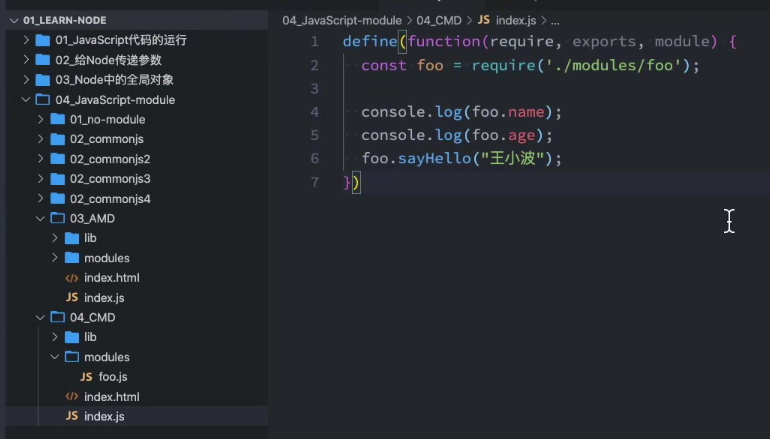 01_LEARN-NODE
01_JavaScript代码的运行
02_给Node传递参数
03_Node中的全局对象
04_JavaScript-module
01_no-module
02_commonjs
02_commonjs2
02_commonjs3
02_commonjs4
03_AMD
lib
modules
index.html
JS index.js
04_CMD
lib
modules
JS foo.js
index.html
JS index.js
04_JavaScript-module > 04_CMD > JS index.js > ...
1 define(function(require, exports, module) {
2 const foo = require('./modules/foo');
3
4 console.log(foo.name);
5 console.log(foo.age);
6 foo.sayHello("王小波");
7 })